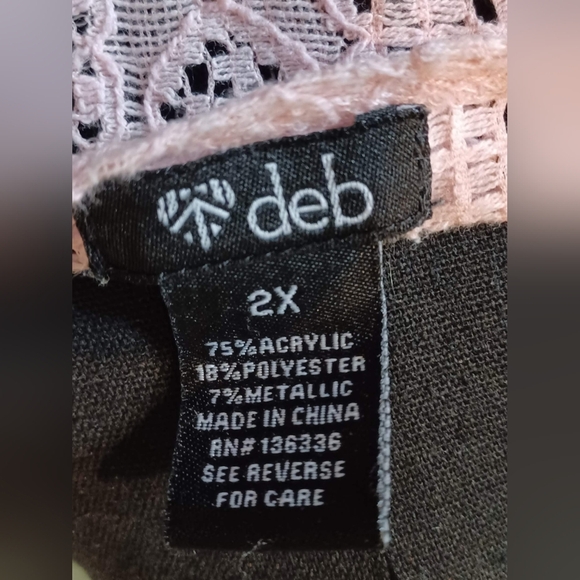 deb
2X
75%ACRYLIC
18%POLYESTER
7%METALLIC
MADE IN CHINA
RN#136336
SEE REVERSE
FOR CARE